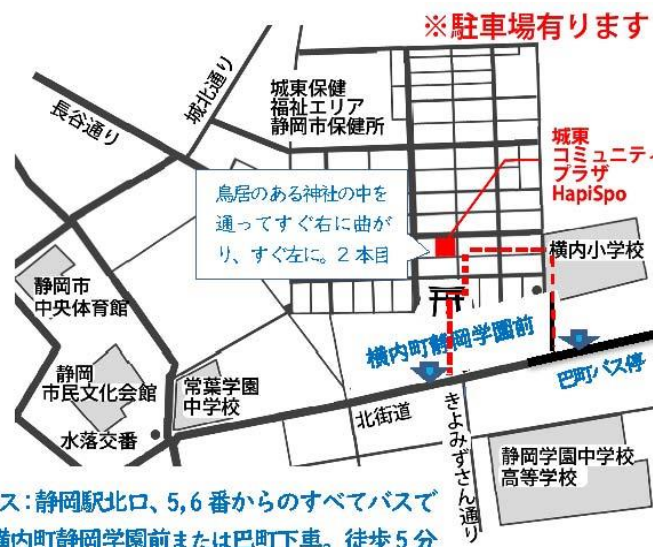 ※駐車場有ります
城北通り
長谷通り
城東保健
福祉エリア
静岡市保健所
城東
コミュニティ
プラザ
HapiSpo
鳥居のある神社の中を
通ってすぐ右に曲が
り、すぐ左に。2本目
横内小学校
静岡市
中央体育館
横内町静岡学園前
巴町バス停
静岡
市民文化会館
常葉学園
中学校
北街道
きよみずさん通り
水落交番
静岡学園中学校
高等学校
ス:静岡駅北口、5,6番からのすべてバスで
横内町静岡学園前または巴町下車。徒歩5分